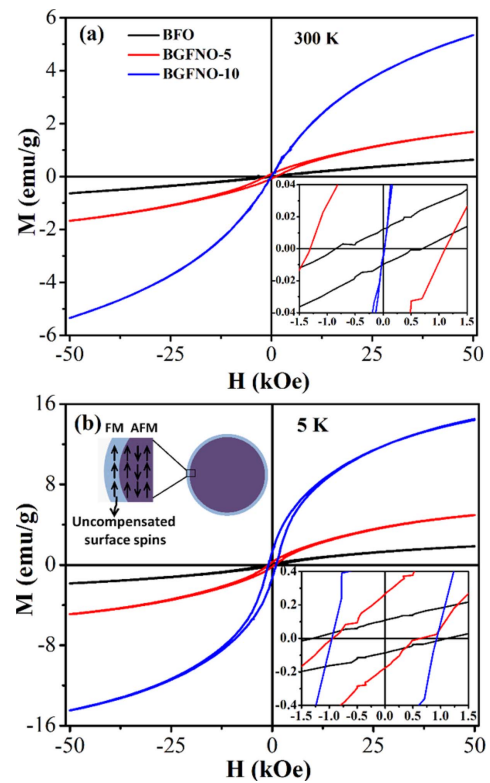 (a)
BFO
BGFNO-5
BGFNO-10
300 K
M (emu/g)
6
4
2
0
-2
-4
-6
0.04
0.02
0.00
-0.02
-0.04
-1.5 -1.0 -0.5 0.0 0.5 1.0 1.5
-50 -25 0 25 50
H (kOe)
(b)
5 K
FM AFM
Uncompensated
surface spins
M (emu/g)
16
8
0
-8
-16
0.4
0.2
0.0
-0.2
-0.4
-1.5 -1.0 -0.5 0.0 0.5 1.0 1.5
-50 -25 0 25 50
H (kOe)